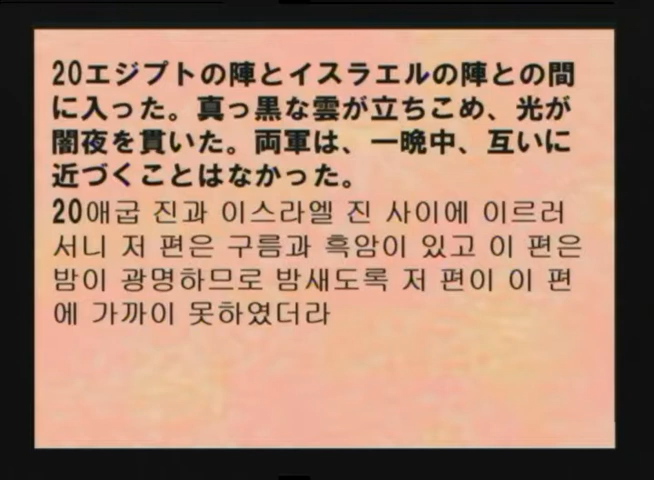 20エジプトの陣とイスラエルの陣との間
に入った。真っ黒な雲が立ちこめ、光が
闇夜を貫いた。両軍は、一晩中、互いに
近づくことはなかった。
20애굽 진과 이스라엘 진 사이에 이르러
서니 저 편은 구름과 흑암이 있고 이 편은
밤이 광명하므로 밤새도록 저 편이 이 편
에 가까이 못하였더라